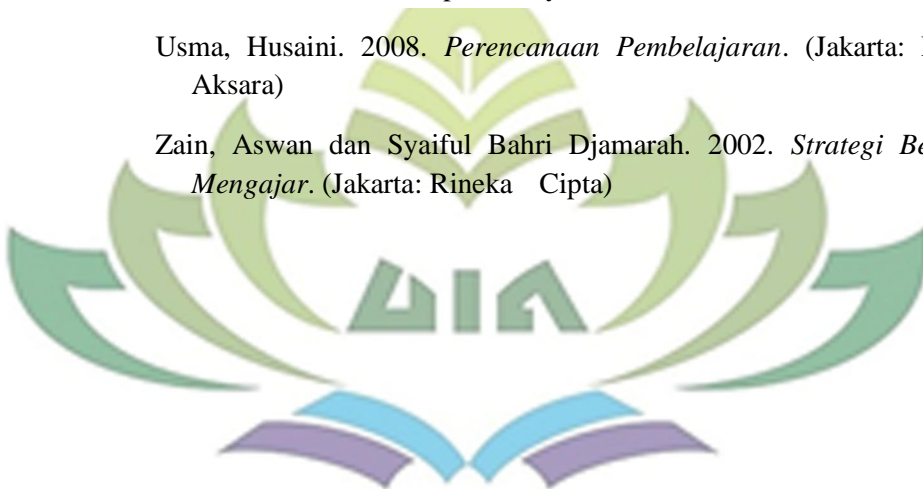 Usma, Husaini. 2008. Perencanaan Pembelajaran. (Jakarta:
Aksara)
Zain, Aswan dan Syaiful Bahri Djamarah. 2002. Strategi
Mengajar. (Jakarta: Rineka Cipta)
UIN